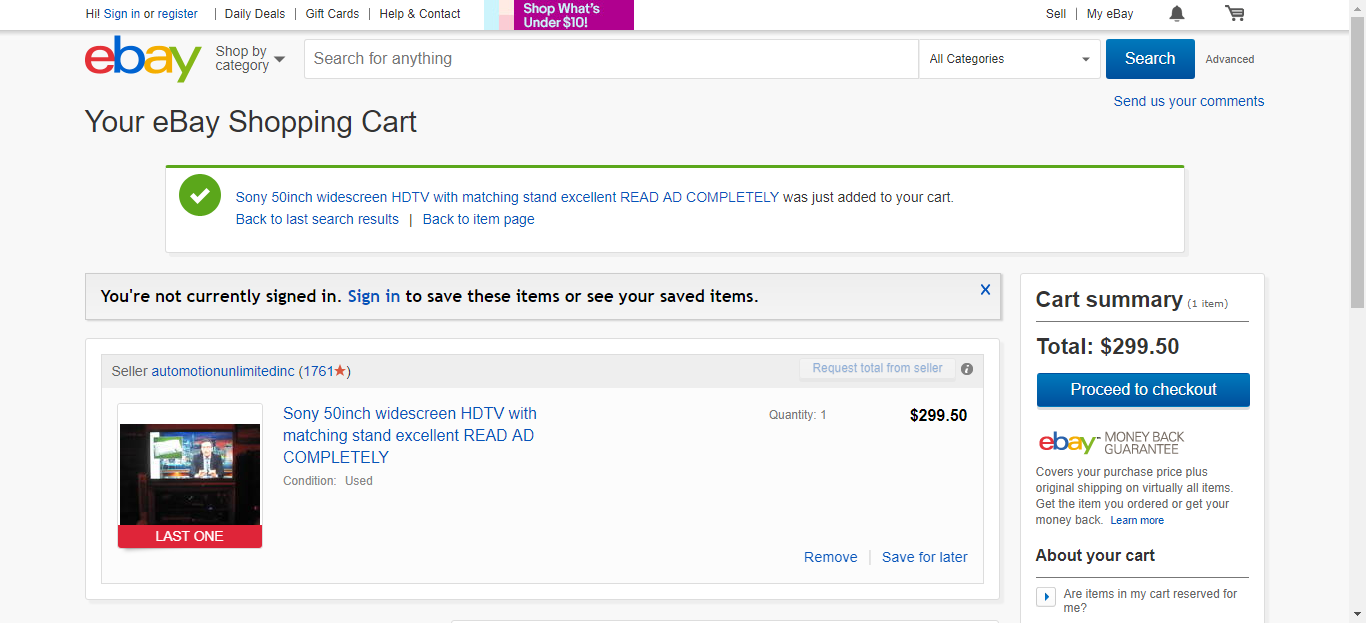 Hi! Sign in or register | Daily Deals | Gift Cards | Help & Contact
Shop What's
Under $10!
Sell | My eBay
ebay
Shop by
category
Search for anything
All Categories
Search
Advanced
Send us your comments
Your eBay Shopping Cart
Sony 50inch widescreen HDTV with matching stand excellent READ AD COMPLETELY was just added to your cart.
Back to last search results | Back to item page
You're not currently signed in. Sign in to save these items or see your saved items.
X
Seller automotionunlimitedinc (1761★)
Request total from seller
i
Sony 50inch widescreen HDTV with
matching stand excellent READ AD
COMPLETELY
Condition: Used
Quantity: 1
$299.50
LAST ONE
Remove | Save for later
Cart summary (1 item)
Total: $299.50
Proceed to checkout
ebay™ MONEY BACK
GUARANTEE
Covers your purchase price plus
original shipping on virtually all items.
Get the item you ordered or get your
money back. Learn more
About your cart
Are items in my cart reserved for
me?